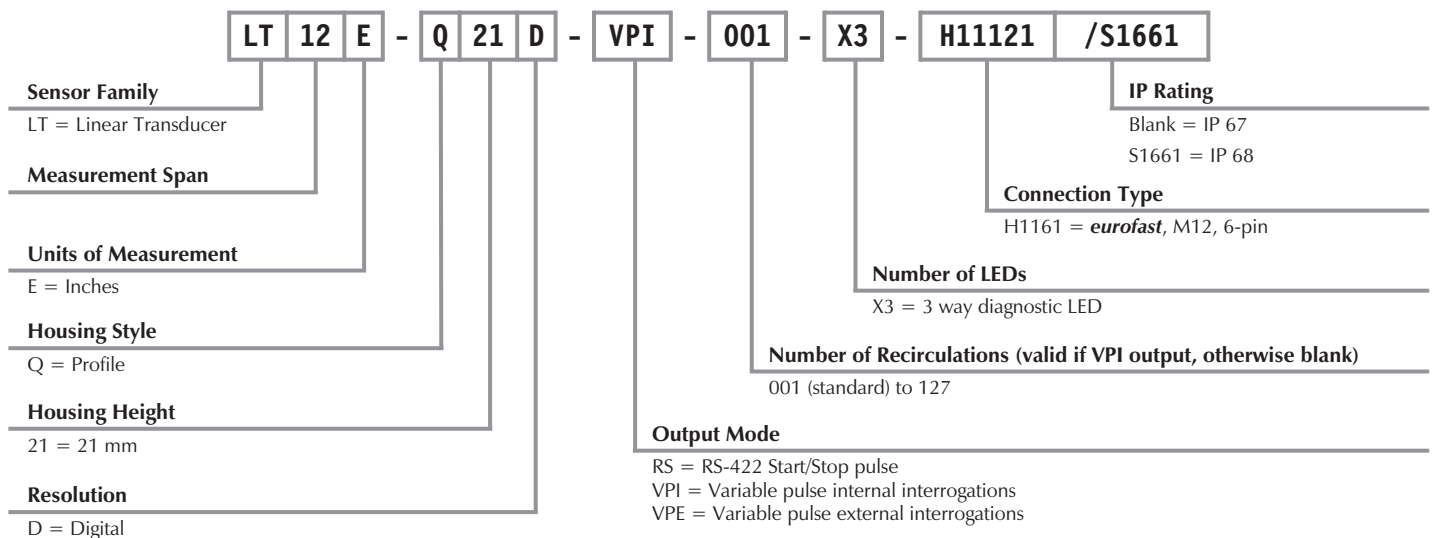 LT 12 E - Q 21 D - VPI - 001 - X3 - H11121 /S1661
Sensor Family
LT = Linear Transducer
Measurement Span
Units of Measurement
E = Inches
Housing Style
Q = Profile
Housing Height
21 = 21 mm
Resolution
D = Digital
IP Rating
Blank = IP 67
S1661 = IP 68
Connection Type
H1161 = eurofast, M12, 6-pin
Number of LEDs
X3 = 3 way diagnostic LED
Number of Recirculations (valid if VPI output, otherwise blank)
001 (standard) to 127
Output Mode
RS = RS-422 Start/Stop pulse
VPI = Variable pulse internal interrogations
VPE = Variable pulse external interrogations